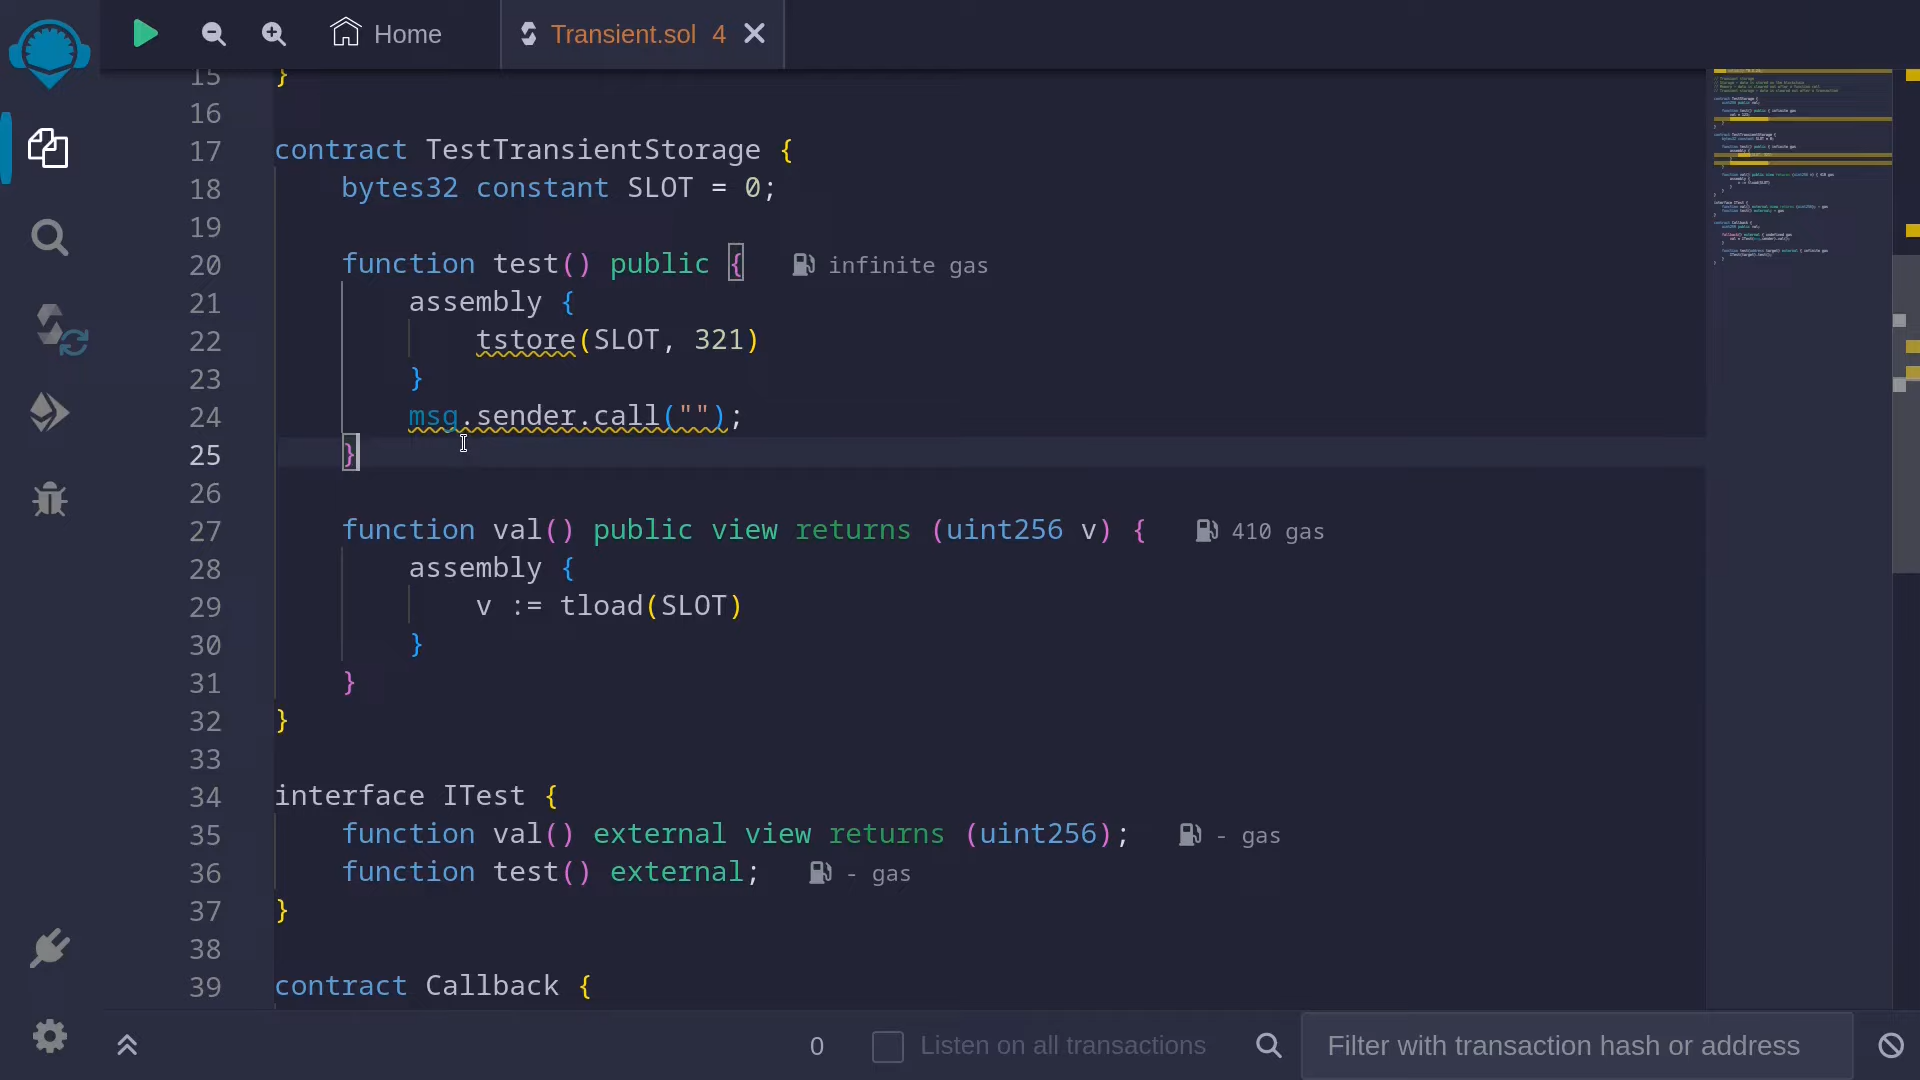 Home
Transient.sol 4
15 }
16
17 contract TestTransientStorage {
18 bytes32 constant SLOT = 0;
19
20 function test() public { infinite gas
21 assembly {
22 tstore(SLOT, 321)
23 }
24 msg.sender.call("");
25 }
26
27 function val() public view returns (uint256 v) { 410 gas
28 assembly {
29 v := tload(SLOT)
30 }
31 }
32 }
33
34 interface ITest {
35 function val() external view returns (uint256); - gas
36 function test() external; - gas
37 }
38
39 contract Callback {
0
Listen on all transactions
Filter with transaction hash or address